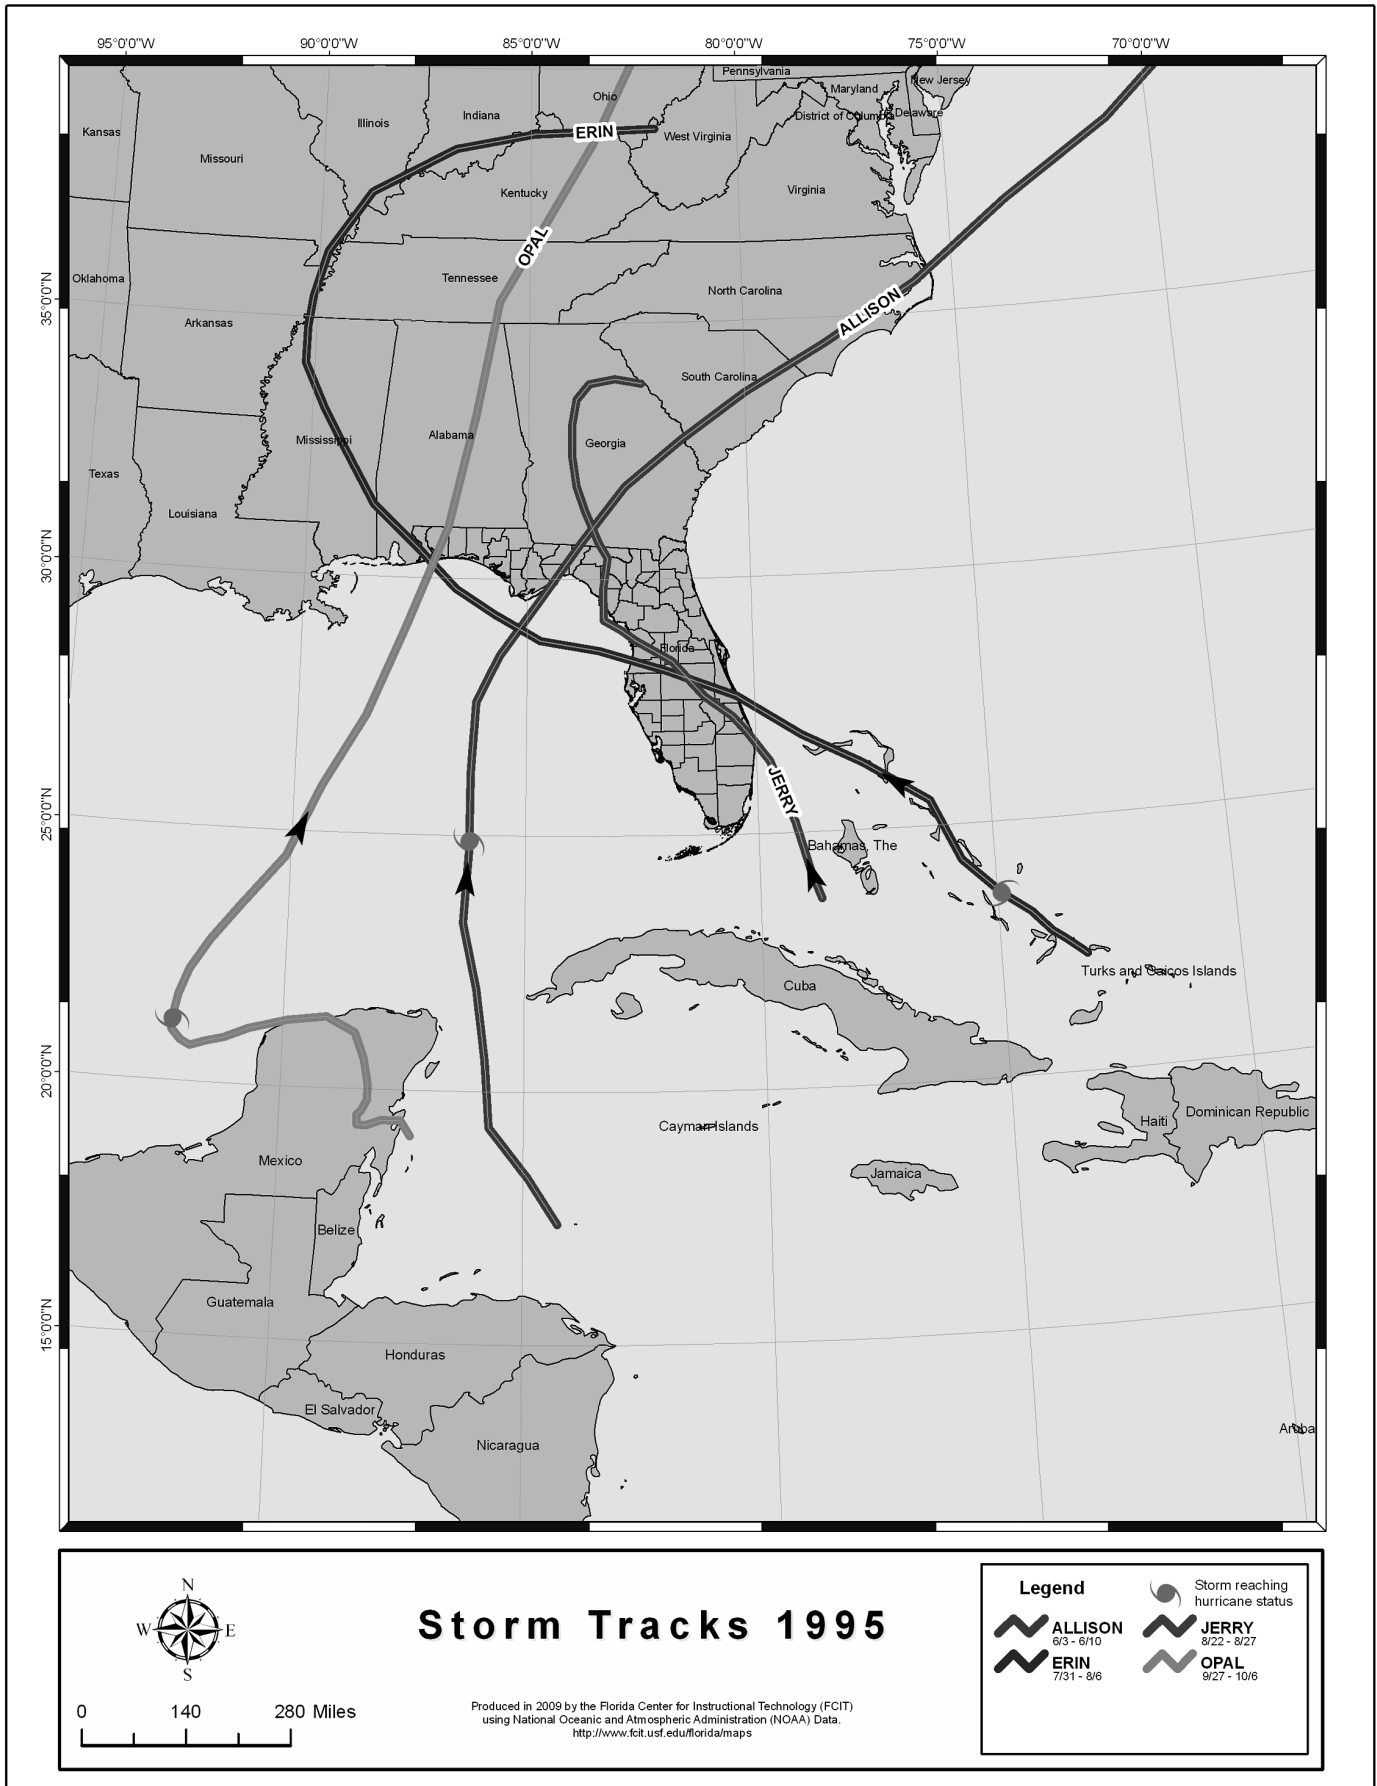 95°0'0"W 90°0'0"W 85°0'0"W 80°0'0"W 75°0'0"W 70°0'0"W
Pennsylvania
New Jersey
Maryland
Ohio
Delaware
District of Columbia
Indiana
Illinois
Kansas
ERIN
West Virginia
Missouri
Kentucky
Virginia
OPAL
Oklahoma
Tennessee
North Carolina
35°0'0"N
ALLISON
Arkansas
South Carolina
Mississippi
Alabama
Georgia
Texas
Louisiana
30°0'0"N
Florida
JERRY
25°0'0"N
Bahamas, The
Turks and Caicos Islands
Cuba
20°0'0"N
Dominican Republic
Haiti
Cayman Islands
Mexico
Jamaica
Belize
Guatemala
15°0'0"N
Honduras
El Salvador
Aruba
Nicaragua
N
W E
S
0 140 280 Miles
Storm Tracks 1995
Produced in 2009 by the Florida Center for Instructional Technology (FCIT)
using National Oceanic and Atmospheric Administration (NOAA) Data.
http://www.fcit.usf.edu/florida/maps
Legend
Storm reaching
hurricane status
ALLISON
6/3 - 6/10
JERRY
8/22 - 8/27
ERIN
7/31 - 8/6
OPAL
9/27 - 10/6